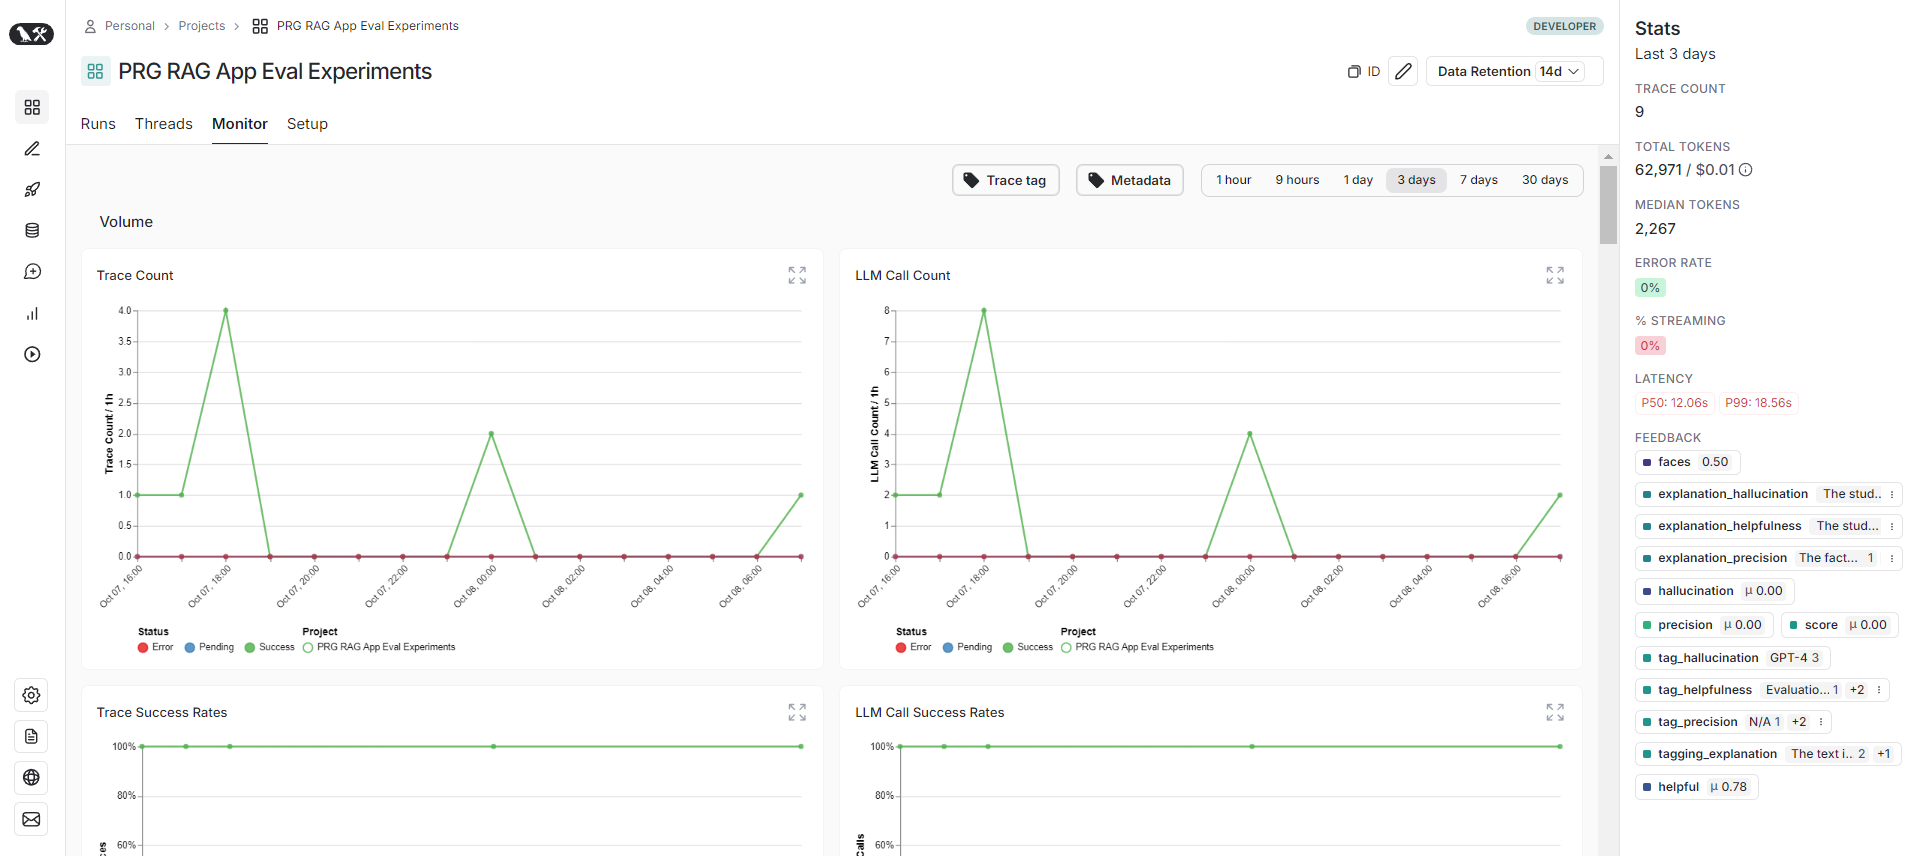 Personal > Projects > PRG RAG App Eval Experiments
DEVELOPER
PRG RAG App Eval Experiments
ID
Data Retention 14d
Runs Threads Monitor Setup
Trace tag Metadata 1 hour 9 hours 1 day 3 days 7 days 30 days
Volume
Trace Count
4.0
3.5
3.0
2.5
2.0
1.5
1.0
0.5
0.0
Trace Count / 1h
Oct 07, 16:00 Oct 07, 18:00 Oct 07, 20:00 Oct 07, 22:00 Oct 08, 00:00 Oct 08, 02:00 Oct 08, 04:00 Oct 08, 06:00
Status Project
Error Pending Success PRG RAG App Eval Experiments
LLM Call Count
8
7
6
5
4
3
2
1
0
LLM Call Count / 1h
Oct 07, 16:00 Oct 07, 18:00 Oct 07, 20:00 Oct 07, 22:00 Oct 08, 00:00 Oct 08, 02:00 Oct 08, 04:00 Oct 08, 06:00
Status Project
Error Pending Success PRG RAG App Eval Experiments
Trace Success Rates
100%
80%
60%
LLM Call Success Rates
100%
80%
60%
Calls
Stats
Last 3 days
TRACE COUNT
9
TOTAL TOKENS
62,971 / $0.01
MEDIAN TOKENS
2,267
ERROR RATE
0%
% STREAMING
0%
LATENCY
P50: 12.06s P99: 18.56s
FEEDBACK
faces 0.50
explanation_hallucination The stud..
explanation_helpfulness The stud...
explanation_precision The fact... 1
hallucination μ 0.00
precision μ 0.00 score μ 0.00
tag_hallucination GPT-4 3
tag_helpfulness Evaluatio... 1 +2
tag_precision N/A 1 +2
tagging_explanation The text i.. 2 +1
helpful μ 0.78